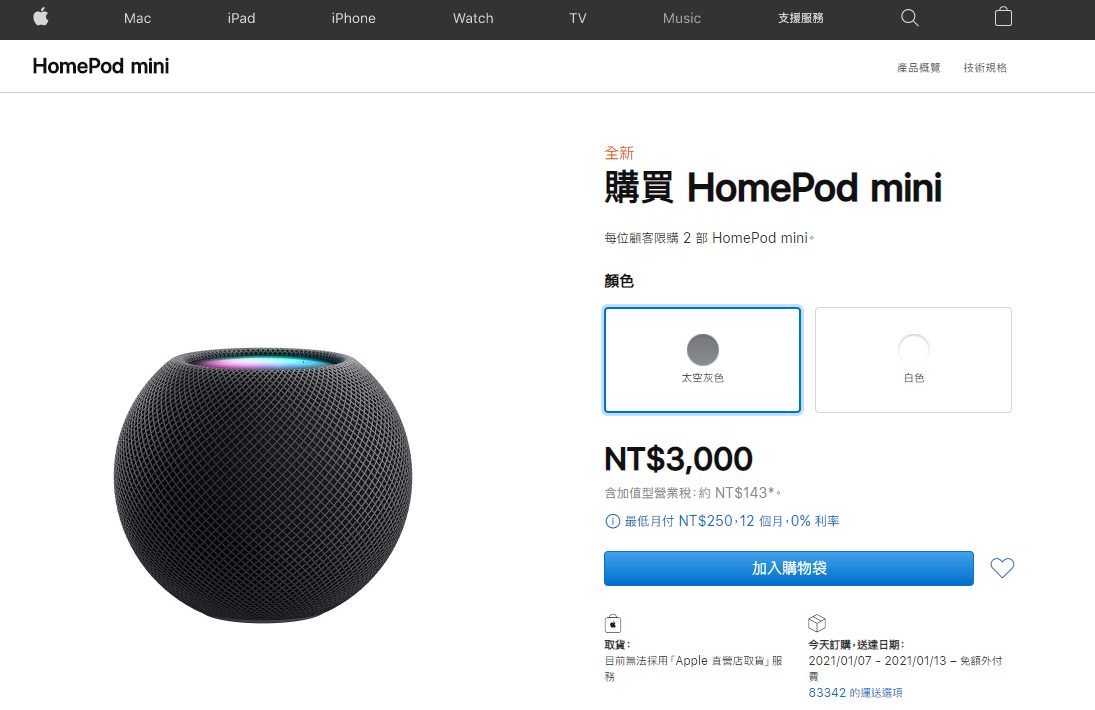 Mac iPad iPhone Watch TV Music 支援服務
HomePod mini 產品概覽 技術規格
全新
購買 HomePod mini
每位顧客限購 2 部 HomePod mini。
顏色
太空灰色 白色
NT$3,000
含加值型營業稅：約 NT$143*。
最低月付 NT$250，12 個月，0% 利率
加入購物袋
取貨：
目前無法採用「Apple 直營店取貨」服
務
今天訂購，送達日期：
2021/01/07 - 2021/01/13 – 免額外付
費
83342 的運送選項